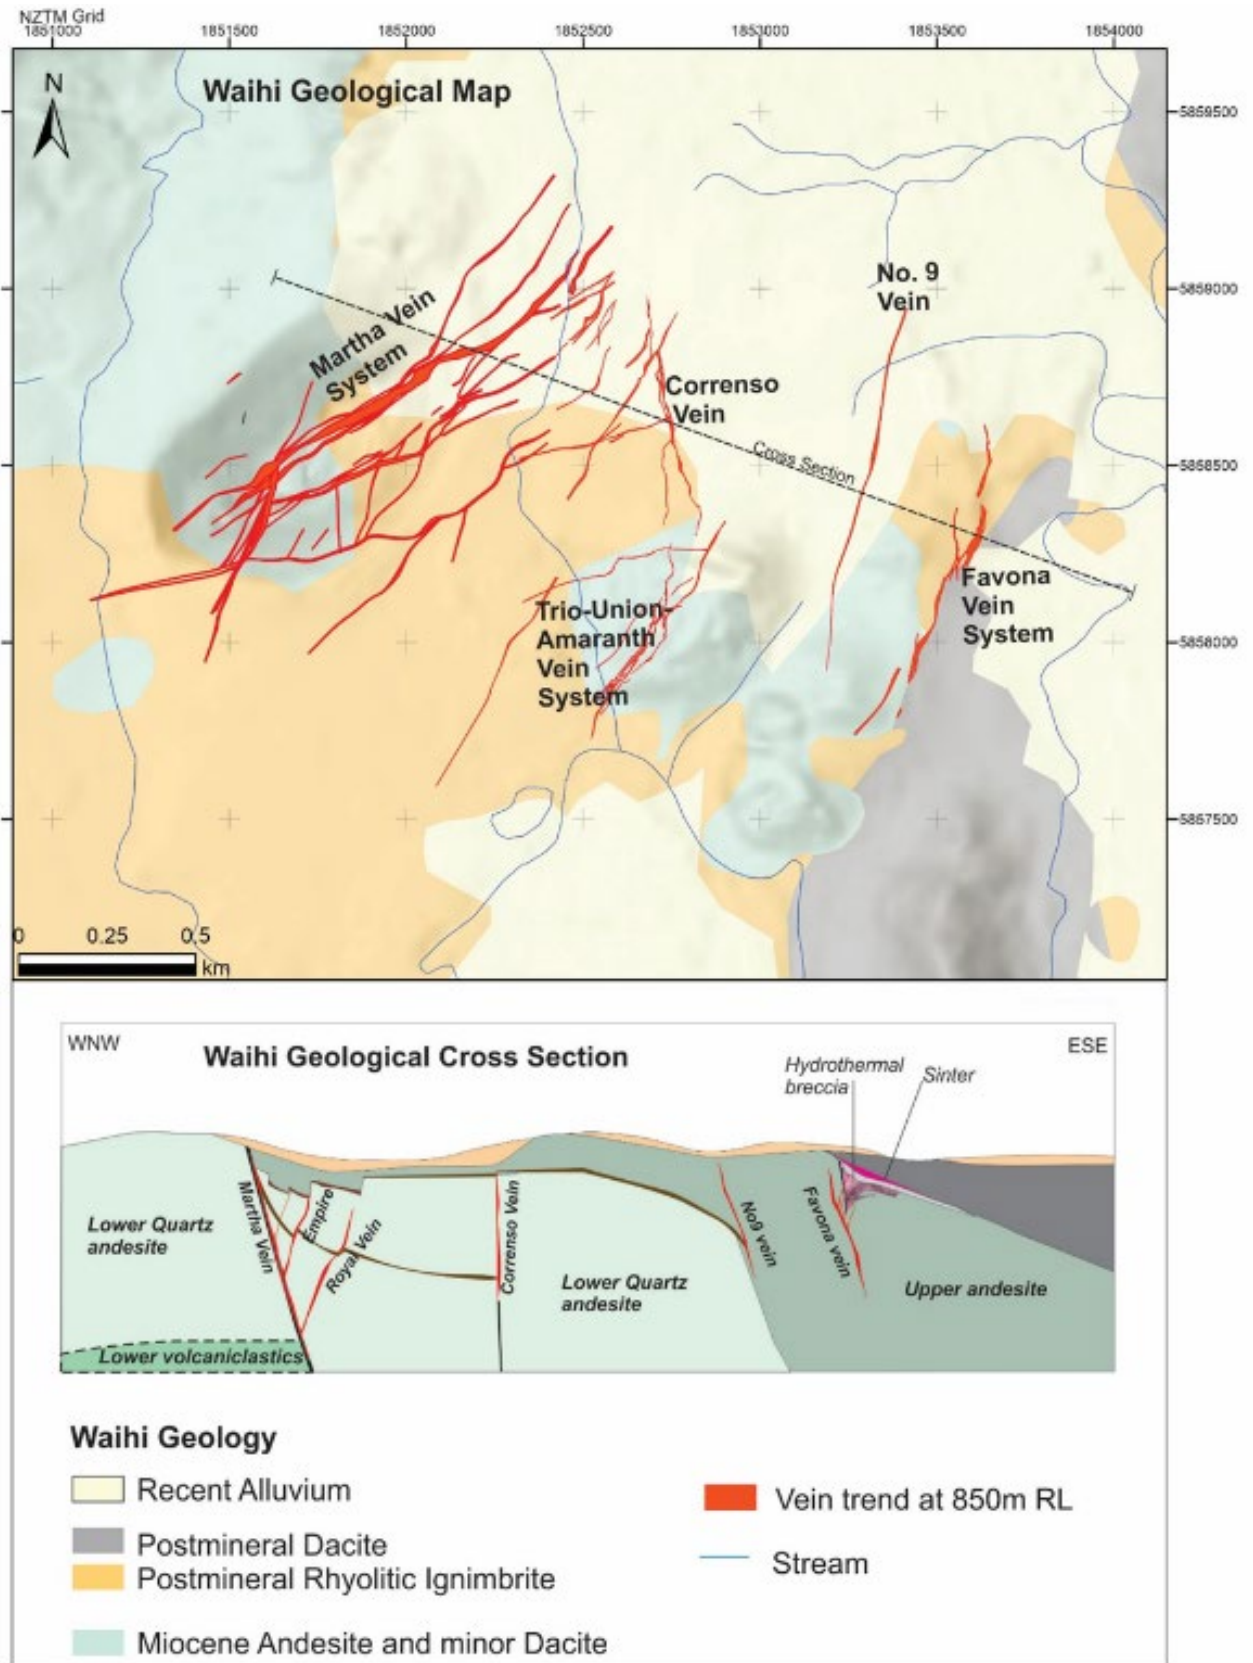 NZTM Grid
1851000 1851500 1852000 1852500 1853000 1853500 1854000
N
Waihi Geological Map
5859500
No. 9
Vein
5859000
Martha Vein
System
Correnso
Vein
Cross Section
5858500
Favona
Vein
System
Trio-Union-
Amaranth
Vein
System
5858000
5857500
0 0.25 0.5
km
WNW
Waihi Geological Cross Section
ESE
Hydrothermal
breccia
Sinter
Martha Vein
Empire
Royal Vein
Correnso Vein
No9 vein
Favona vein
Lower Quartz
andesite
Lower Quartz
andesite
Upper andesite
Lower volcaniclastics
Waihi Geology
Recent Alluvium
Postmineral Dacite
Postmineral Rhyolitic Ignimbrite
Miocene Andesite and minor Dacite
Vein trend at 850m RL
Stream